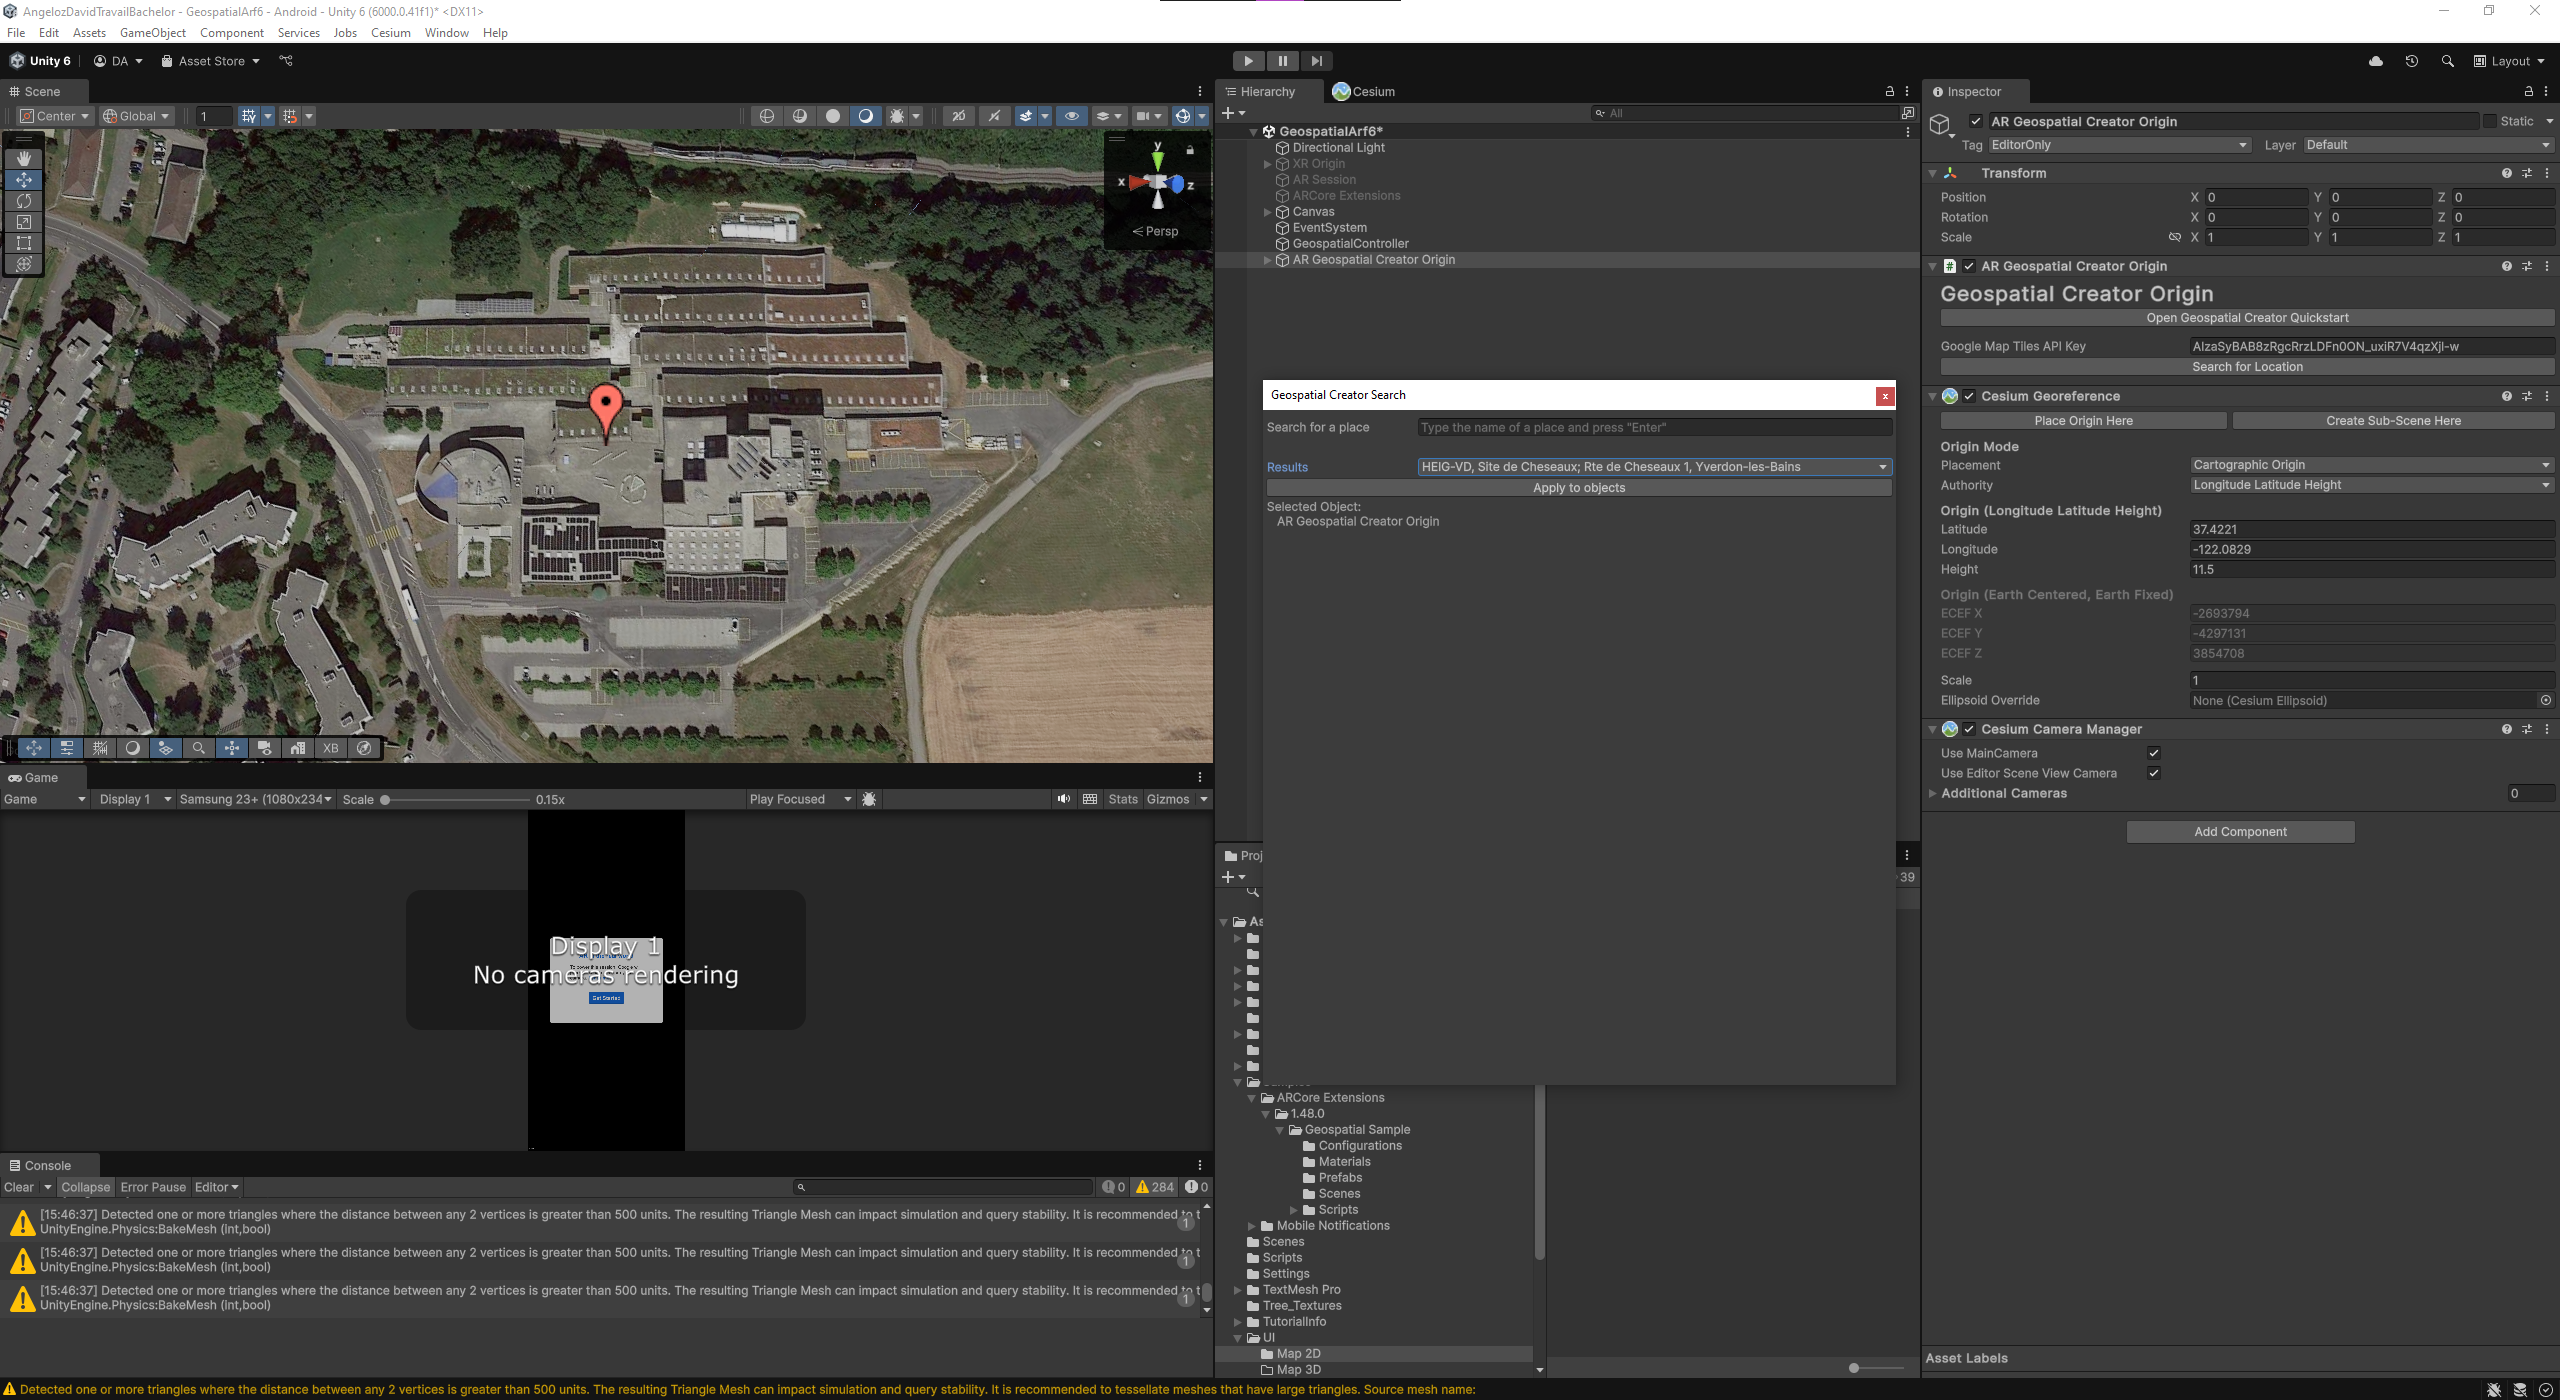 AngelozDavidTravailBachelor - GeospatialArf6 - Android - Unity 6 (6000.0.41f1)* <DX11>
File Edit Assets GameObject Component Services Jobs Cesium Window Help
Unity 6 DA Asset Store Layout
Scene
Center Global 1 2D
y
x z
Persp
XB
Game
Game Display 1 Samsung 23+ (1080x234 Scale 0.15x Play Focused Stats Gizmos
Display 1
No cameras rendering
Get Started
Console
Clear Collapse Error Pause Editor 0 284 0
[15:46:37] Detected one or more triangles where the distance between any 2 vertices is greater than 500 units. The resulting Triangle Mesh can impact simulation and query stability. It is recommended to t
UnityEngine.Physics:BakeMesh (int,bool)
1
[15:46:37] Detected one or more triangles where the distance between any 2 vertices is greater than 500 units. The resulting Triangle Mesh can impact simulation and query stability. It is recommended to t
UnityEngine.Physics:BakeMesh (int,bool)
1
[15:46:37] Detected one or more triangles where the distance between any 2 vertices is greater than 500 units. The resulting Triangle Mesh can impact simulation and query stability. It is recommended to t
UnityEngine.Physics:BakeMesh (int,bool)
1
Detected one or more triangles where the distance between any 2 vertices is greater than 500 units. The resulting Triangle Mesh can impact simulation and query stability. It is recommended to tessellate meshes that have large triangles. Source mesh name:
Hierarchy Cesium
All
GeospatialArf6*
Directional Light
XR Origin
AR Session
ARCore Extensions
Canvas
EventSystem
GeospatialController
AR Geospatial Creator Origin
Geospatial Creator Search x
Search for a place Type the name of a place and press "Enter"
Results HEIG-VD, Site de Cheseaux; Rte de Cheseaux 1, Yverdon-les-Bains
Apply to objects
Selected Object:
AR Geospatial Creator Origin
Proj
39
As
ARCore Extensions
1.48.0
Geospatial Sample
Configurations
Materials
Prefabs
Scenes
Scripts
Mobile Notifications
Scenes
Scripts
Settings
TextMesh Pro
Tree_Textures
TutorialInfo
UI
Map 2D
Map 3D
Inspector
AR Geospatial Creator Origin Static
Tag EditorOnly Layer Default
Transform
Position X 0 Y 0 Z 0
Rotation X 0 Y 0 Z 0
Scale X 1 Y 1 Z 1
AR Geospatial Creator Origin
Geospatial Creator Origin
Open Geospatial Creator Quickstart
Google Map Tiles API Key AIzaSyBAB8zRgcRrzLDFn0ON_uxiR7V4qzXjI-w
Search for Location
Cesium Georeference
Place Origin Here Create Sub-Scene Here
Origin Mode
Placement Cartographic Origin
Authority Longitude Latitude Height
Origin (Longitude Latitude Height)
Latitude 37.4221
Longitude -122.0829
Height 11.5
Origin (Earth Centered, Earth Fixed)
ECEF X -2693794
ECEF Y -4297131
ECEF Z 3854708
Scale 1
Ellipsoid Override None (Cesium Ellipsoid)
Cesium Camera Manager
Use MainCamera
Use Editor Scene View Camera
Additional Cameras 0
Add Component
Asset Labels